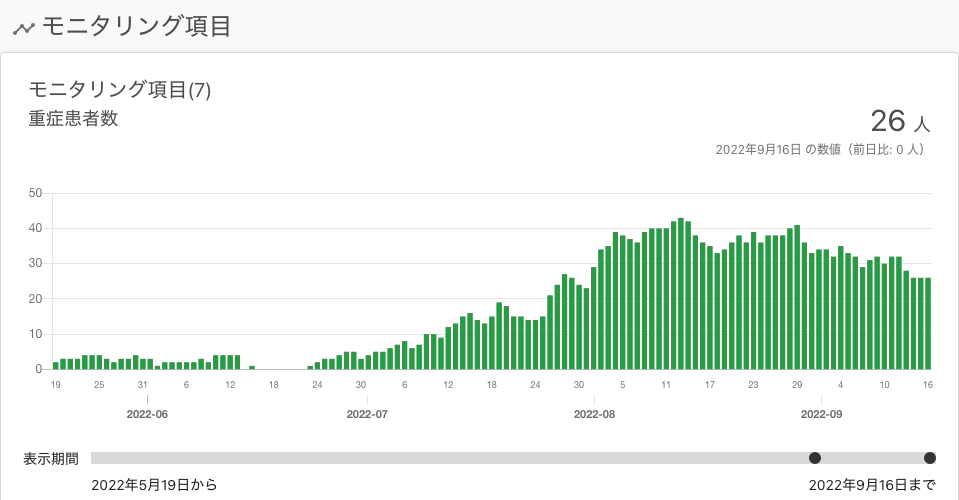 モニタリング項目
モニタリング項目(7)
重症患者数
26 人
2022年9月16日 の数値（前日比: 0 人）
50
40
30
20
10
0
19 25 31 6 12 18 24 30 6 12 18 24 30 5 11 17 23 29 4 10 16
2022-06 2022-07 2022-08 2022-09
表示期間
2022年5月19日から 2022年9月16日まで